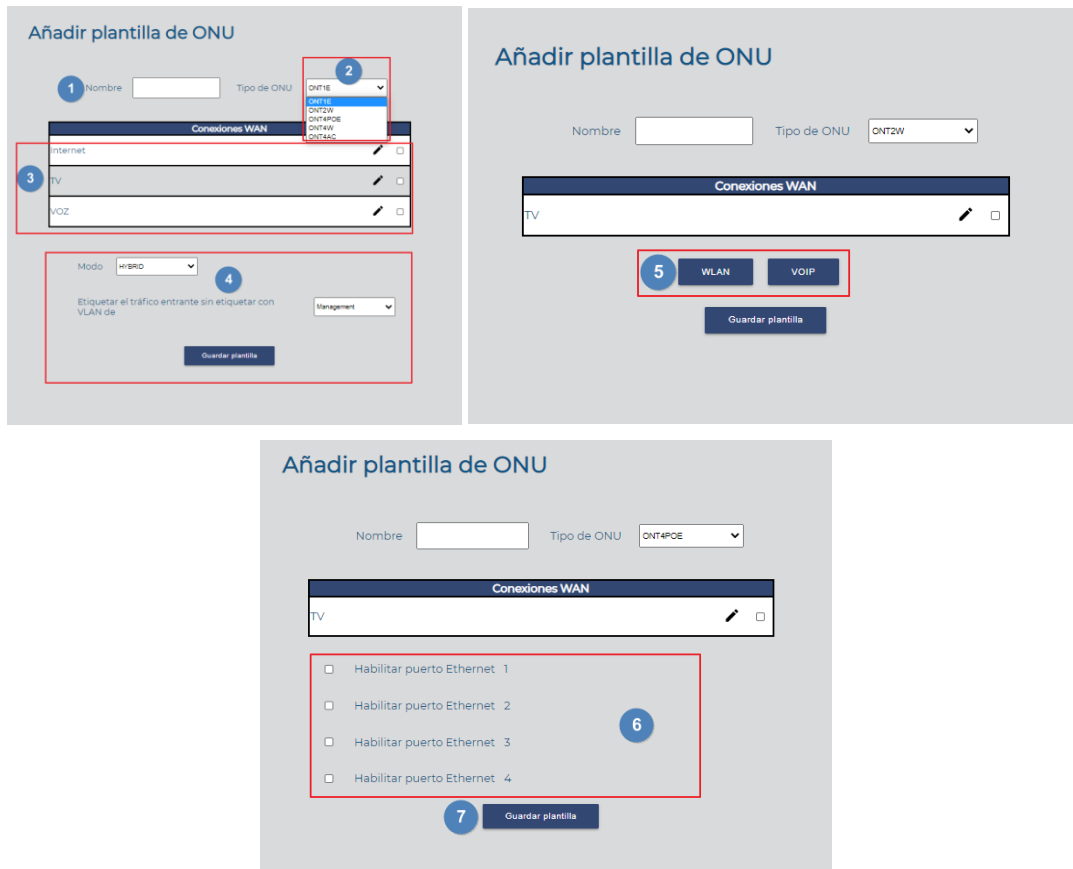 Añadir plantilla de ONU
2
1 Nombre Tipo de ONU ONT1E
ONT1E
ONT2W
ONT4POE
ONT4W
ONT4AC
Conexiones WAN
Internet
3 TV
VOZ
Modo HYBRID
4
Etiquetar el tráfico entrante sin etiquetar con
VLAN de Management
Guardar plantilla
Añadir plantilla de ONU
Nombre Tipo de ONU ONT2W
Conexiones WAN
TV
5 WLAN VOIP
Guardar plantilla
Añadir plantilla de ONU
Nombre Tipo de ONU ONT4POE
Conexiones WAN
TV
Habilitar puerto Ethernet 1
Habilitar puerto Ethernet 2
6
Habilitar puerto Ethernet 3
Habilitar puerto Ethernet 4
7 Guardar plantilla